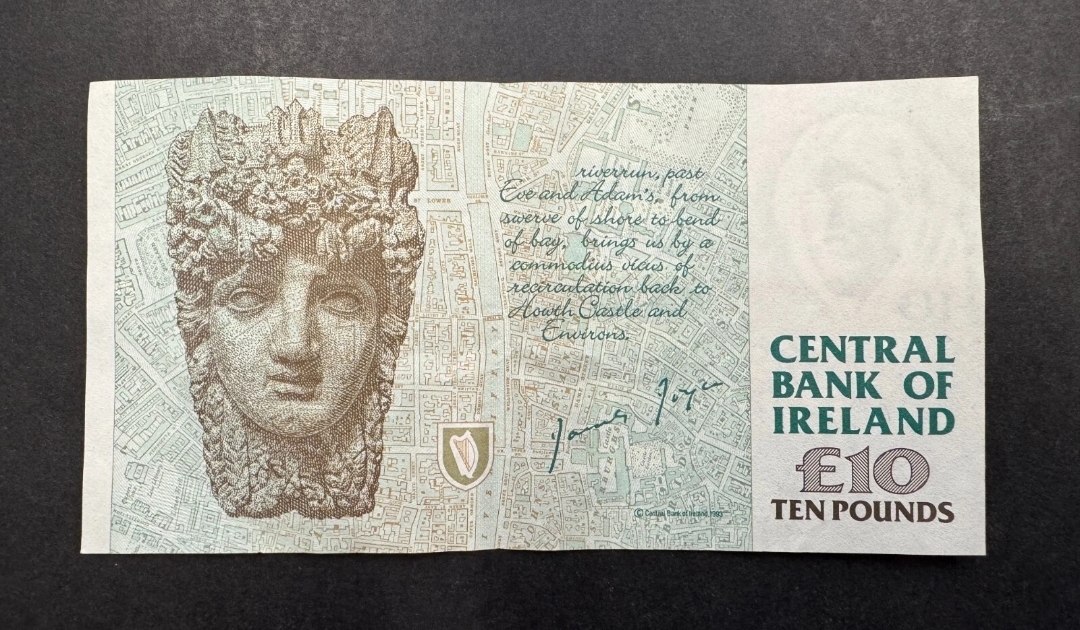 riverrun, past
Eve and Adam's, from
swerve of shore to bend
of bay, brings us by a
commodius vicus of
recirculation back to
Howth Castle and
Environs.
James Joyce
© Central Bank of Ireland, 1993
CENTRAL
BANK OF
IRELAND
£10
TEN POUNDS